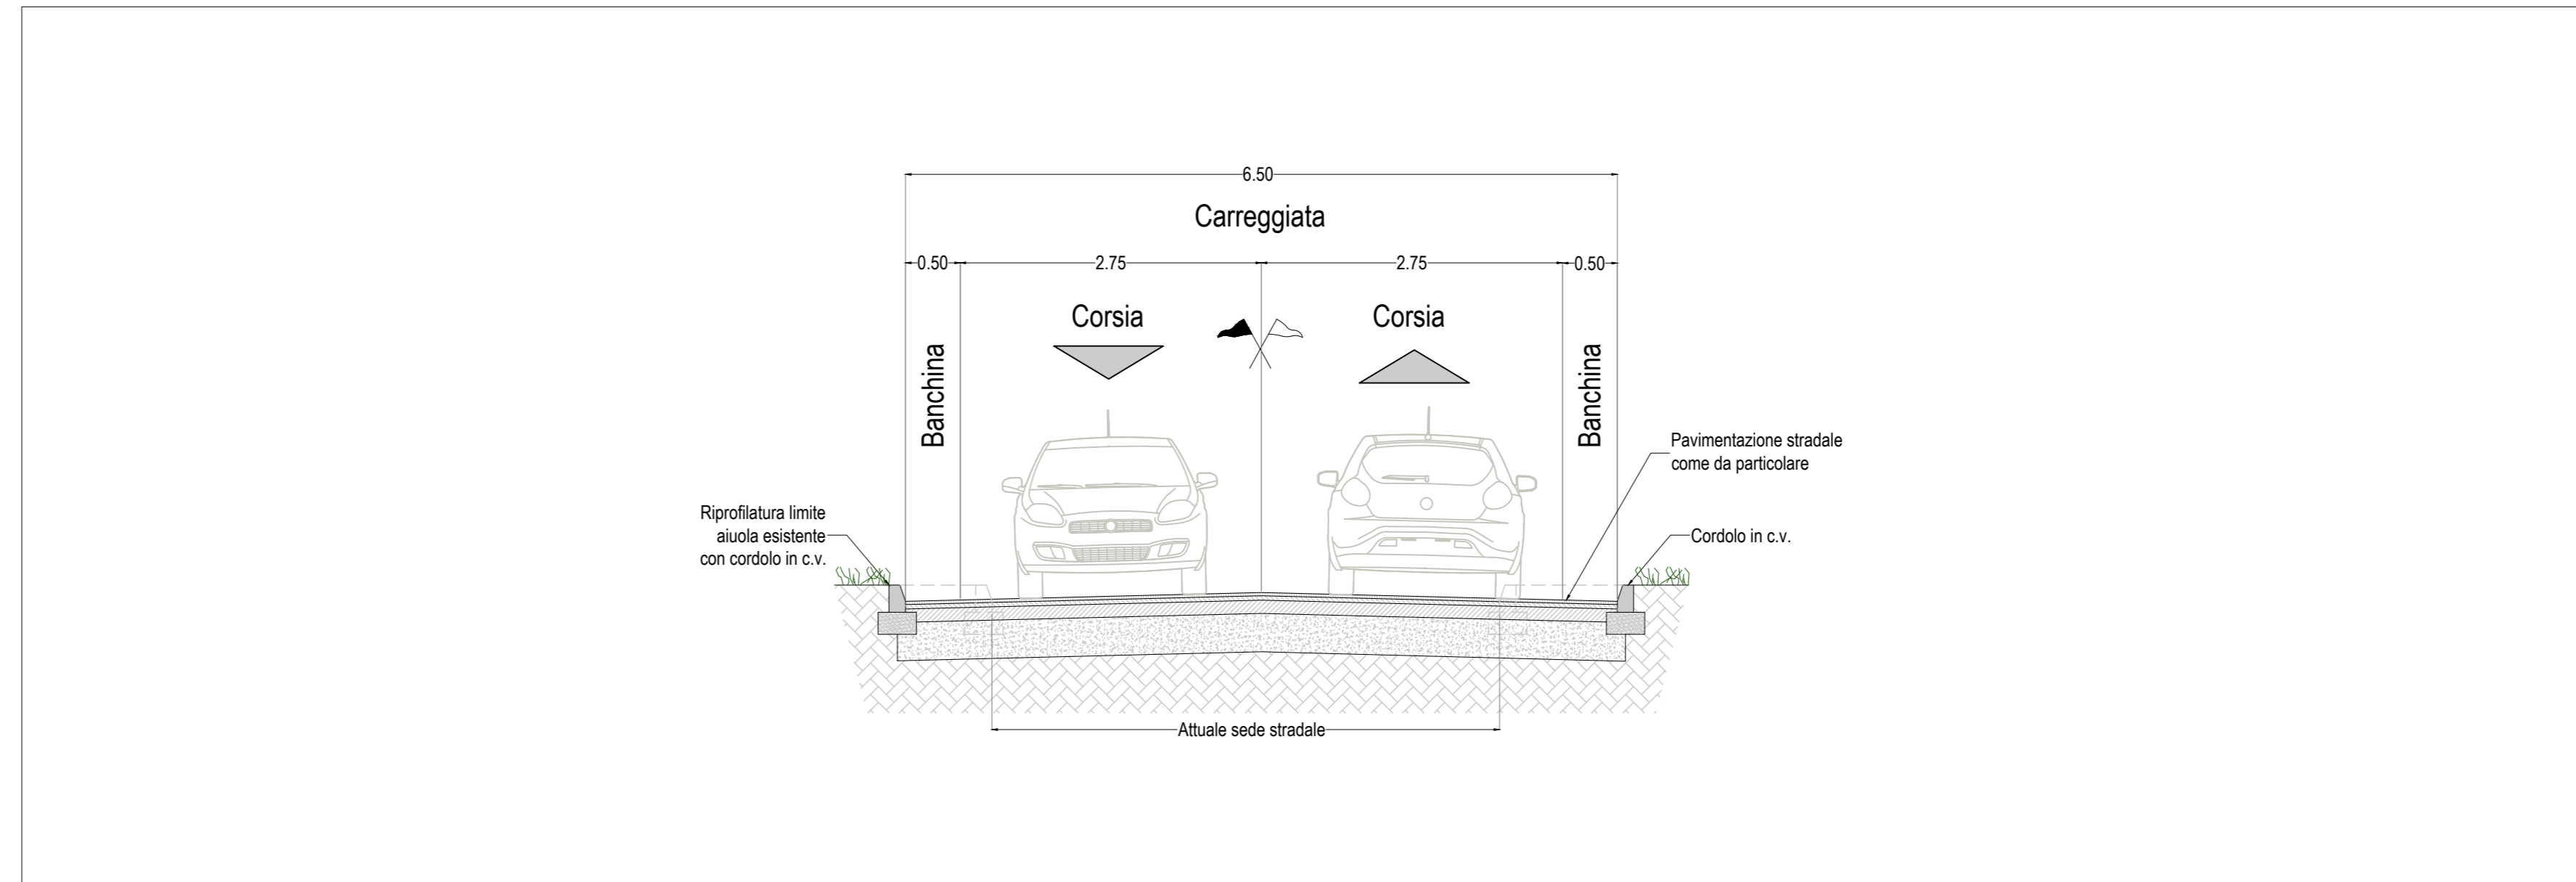 6.50
Carreggiata
0.50
2.75
2.75
0.50
Corsia
Corsia
Banchina
Banchina
Pavimentazione stradale
come da particolare
Riprofilatura limite
aiuola esistente
con cordolo in c.v.
Cordolo in c.v.
Attuale sede stradale